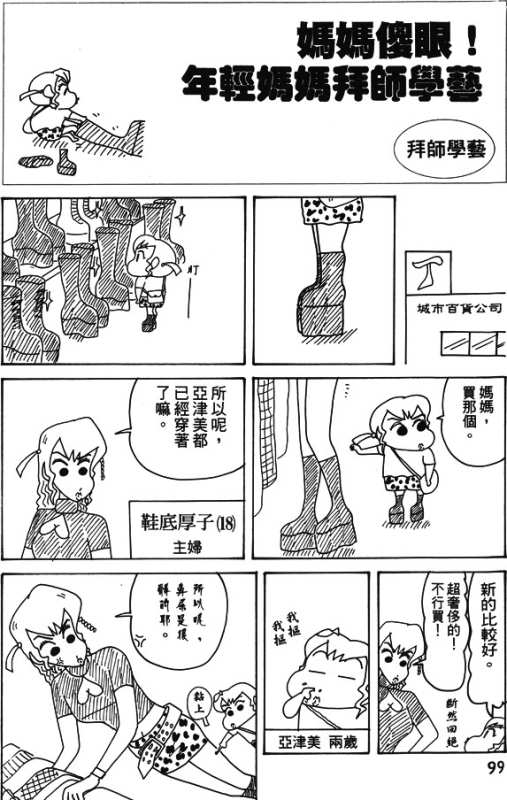 媽媽傻眼！
年輕媽媽拜師學藝
拜師學藝
丁
城市百貨公司
盯
媽媽，
買那個。
所以呢，
亞津美都
已經穿著
了嘛。
鞋底厚子(18)
主婦
新的比較好。
超奢侈的！
不行買！
斷然回絕
我摳
我摳
亞津美 兩歲
黏上
所以
鼻屎是很
髒的耶。
99